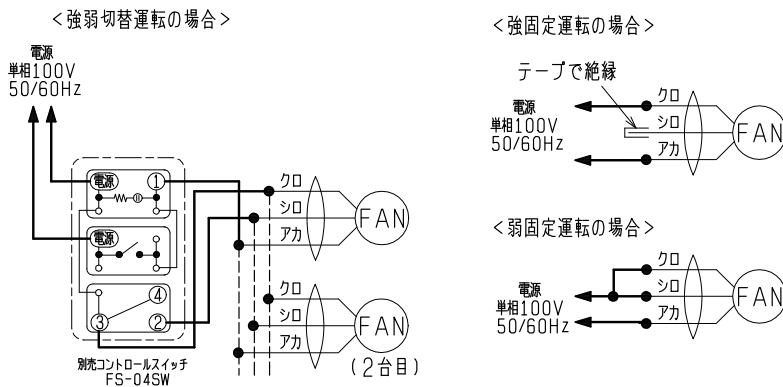 <強弱切替運転の場合>
電源
単相100V
50/60Hz
電源
①
電源
④
③
②
別売コントロールスイッチ
FS-04SW
クロ
シロ
アカ
FAN
クロ
シロ
アカ
FAN
(2台目)
<強固定運転の場合>
テープで絶縁
電源
単相100V
50/60Hz
クロ
シロ
アカ
FAN
<弱固定運転の場合>
電源
単相100V
50/60Hz
クロ
シロ
アカ
FAN